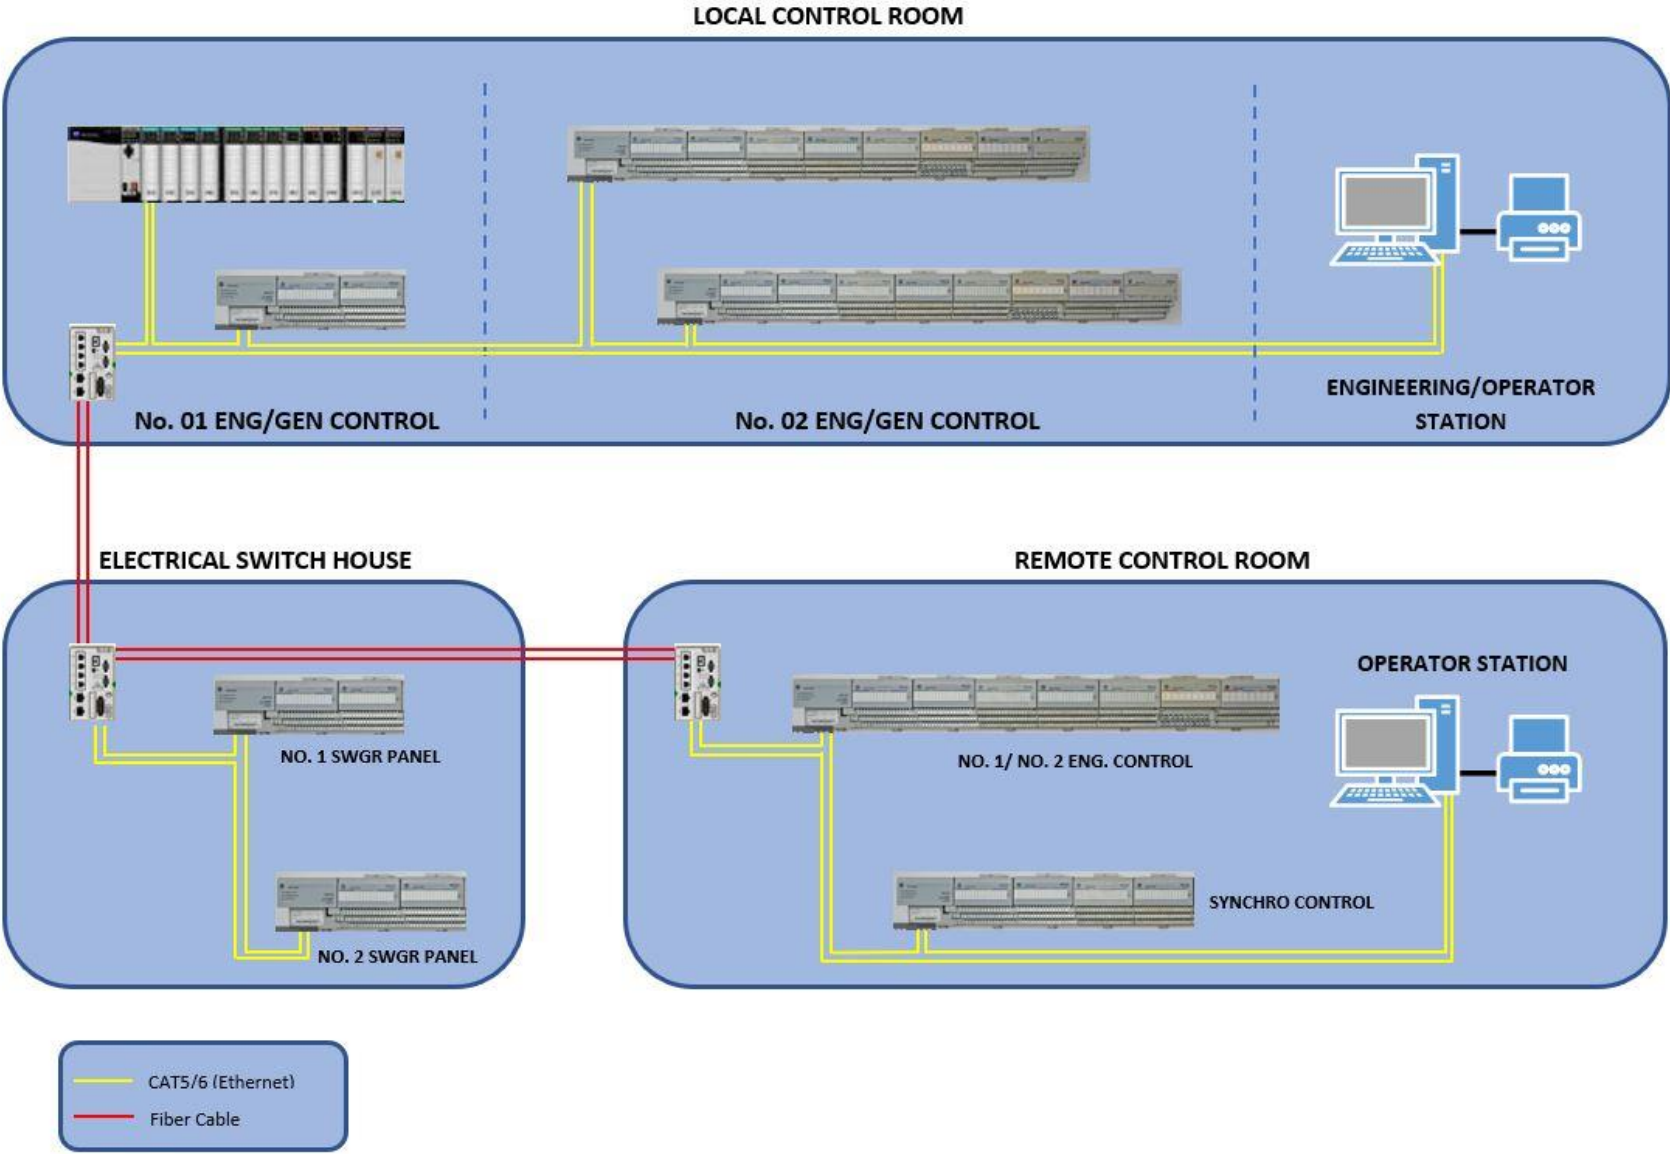 LOCAL CONTROL ROOM
No. 01 ENG/GEN CONTROL
No. 02 ENG/GEN CONTROL
ENGINEERING/OPERATOR
STATION
ELECTRICAL SWITCH HOUSE
REMOTE CONTROL ROOM
NO. 1 SWGR PANEL
NO. 2 SWGR PANEL
NO. 1/ NO. 2 ENG. CONTROL
OPERATOR STATION
SYNCHRO CONTROL
CAT5/6 (Ethernet)
Fiber Cable